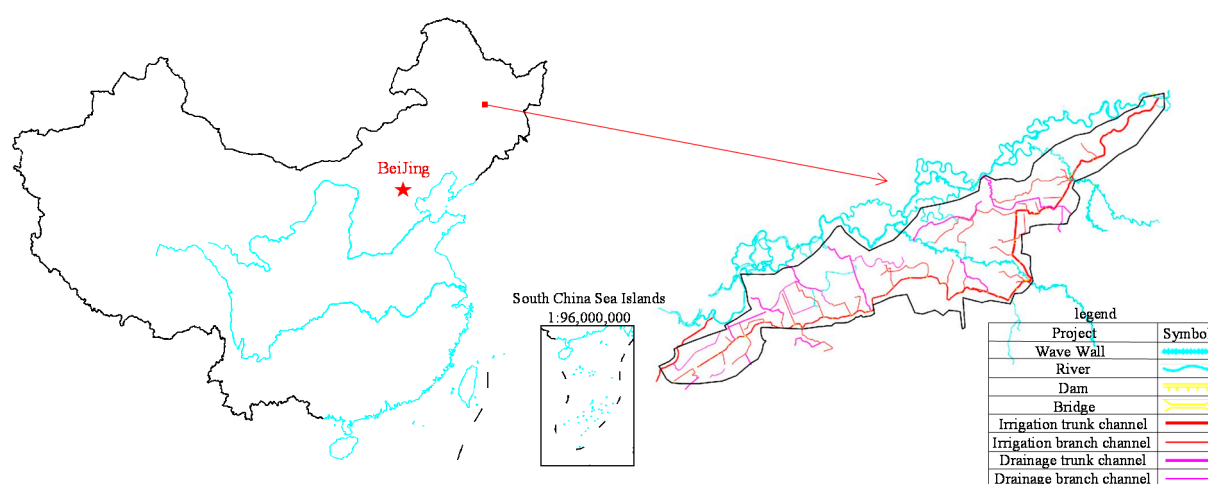 BeiJing
South China Sea Islands
1:96,000,000
legend
Project Symbol
Wave Wall
River
Dam
Bridge
Irrigation trunk channel
Irrigation branch channel
Drainage trunk channel
Drainage branch channel